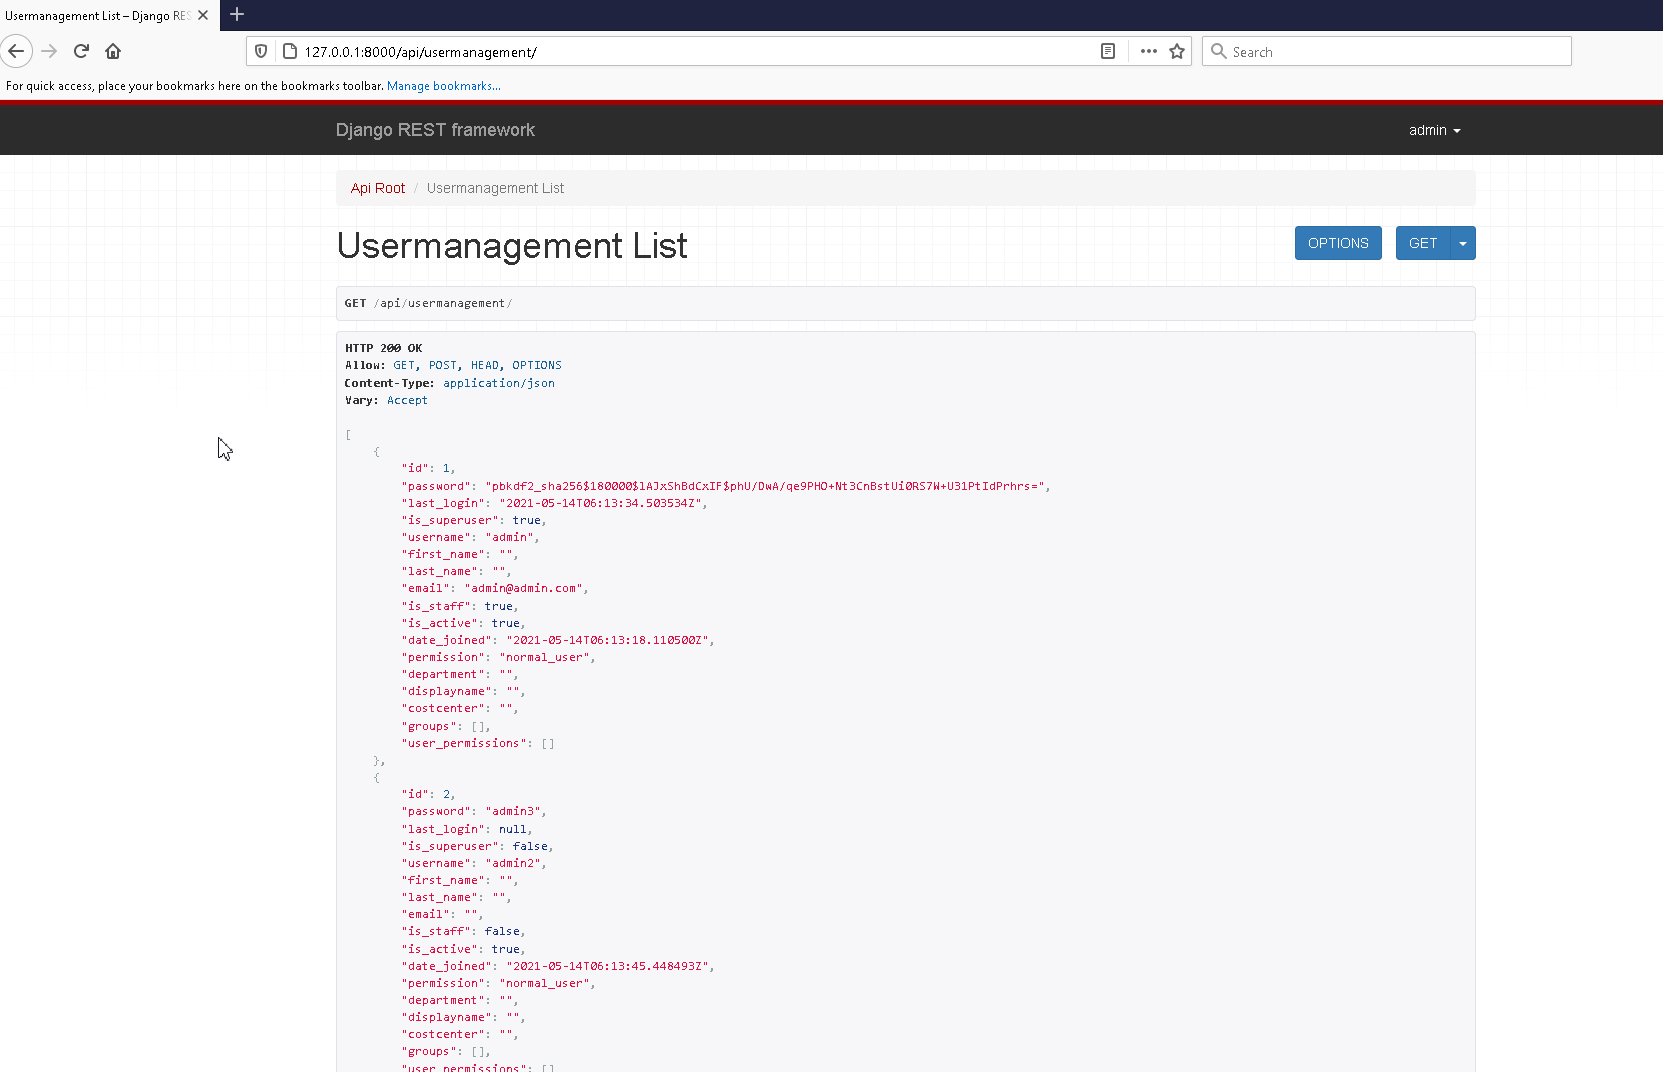 Usermanagement List – Django RES
127.0.0.1:8000/api/usermanagement/
Search
For quick access, place your bookmarks here on the bookmarks toolbar. Manage bookmarks...
Django REST framework
admin
Api Root / Usermanagement List
Usermanagement List
OPTIONS
GET
GET /api/usermanagement/
HTTP 200 OK
Allow: GET, POST, HEAD, OPTIONS
Content-Type: application/json
Vary: Accept
[
{
"id": 1,
"password": "pbkdf2_sha256$180000$lAJxShBdCxIF$phU/DwA/qe9PHO+Nt3CnBstUi0RS7W+U31PtIdPrhrs=",
"last_login": "2021-05-14T06:13:34.503534Z",
"is_superuser": true,
"username": "admin",
"first_name": "",
"last_name": "",
"email": "admin@admin.com",
"is_staff": true,
"is_active": true,
"date_joined": "2021-05-14T06:13:18.110500Z",
"permission": "normal_user",
"department": "",
"displayname": "",
"costcenter": "",
"groups": [],
"user_permissions": []
},
{
"id": 2,
"password": "admin3",
"last_login": null,
"is_superuser": false,
"username": "admin2",
"first_name": "",
"last_name": "",
"email": "",
"is_staff": false,
"is_active": true,
"date_joined": "2021-05-14T06:13:45.448493Z",
"permission": "normal_user",
"department": "",
"displayname": "",
"costcenter": "",
"groups": [],
"user_permissions": []